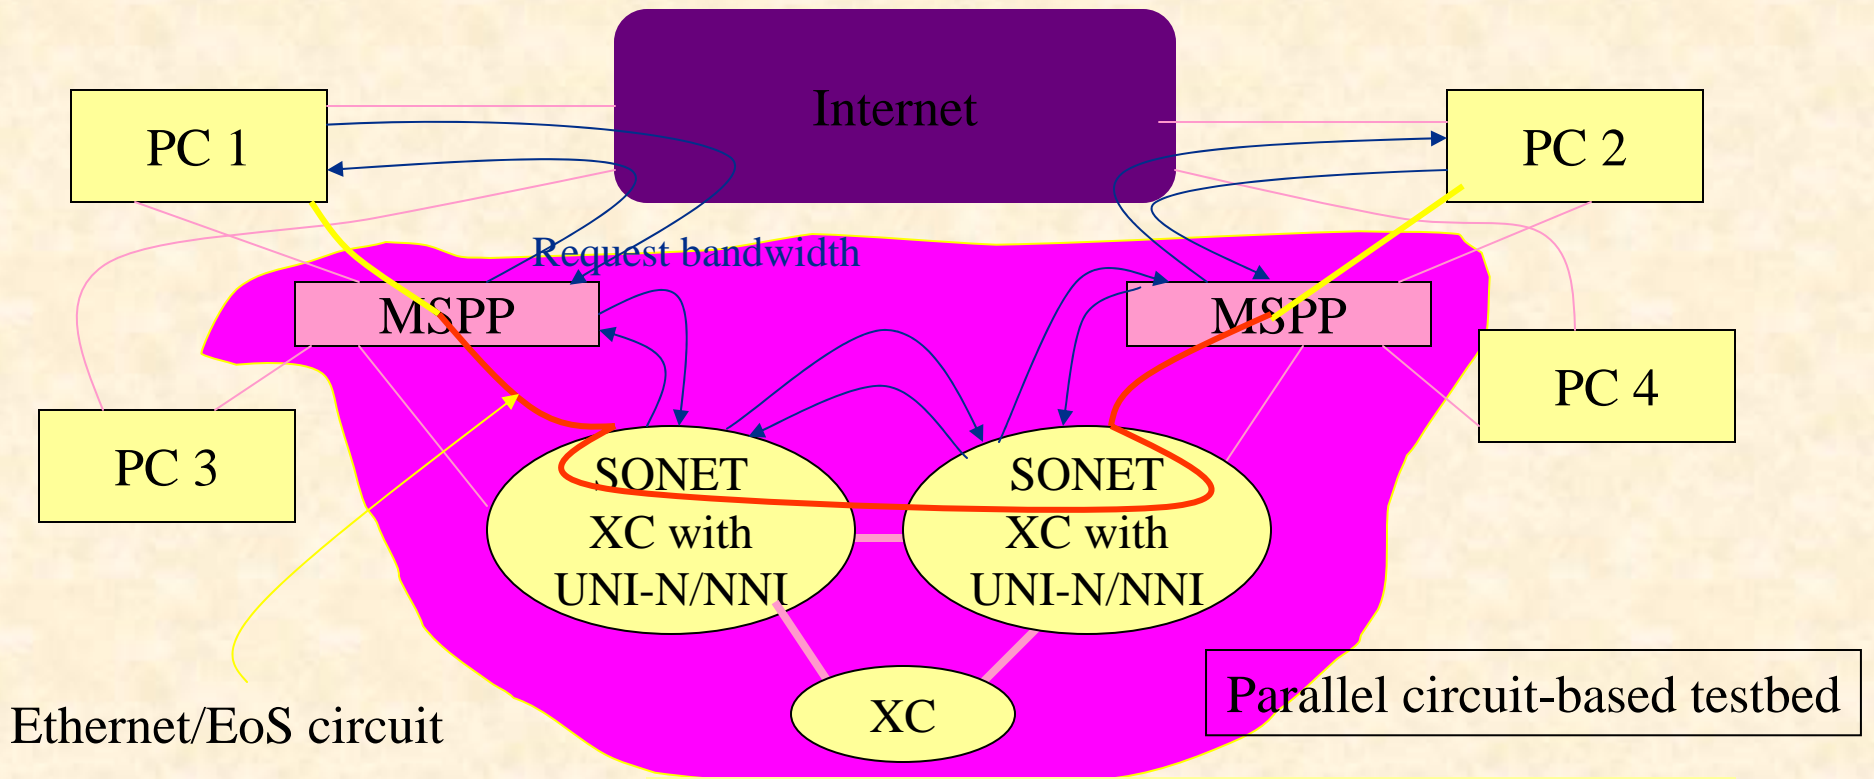 Internet
PC 1
PC 2
Request bandwidth
MSPP
MSPP
PC 4
PC 3
SONET
XC with
UNI-N/NNI
SONET
XC with
UNI-N/NNI
XC
Parallel circuit-based testbed
Ethernet/EoS circuit